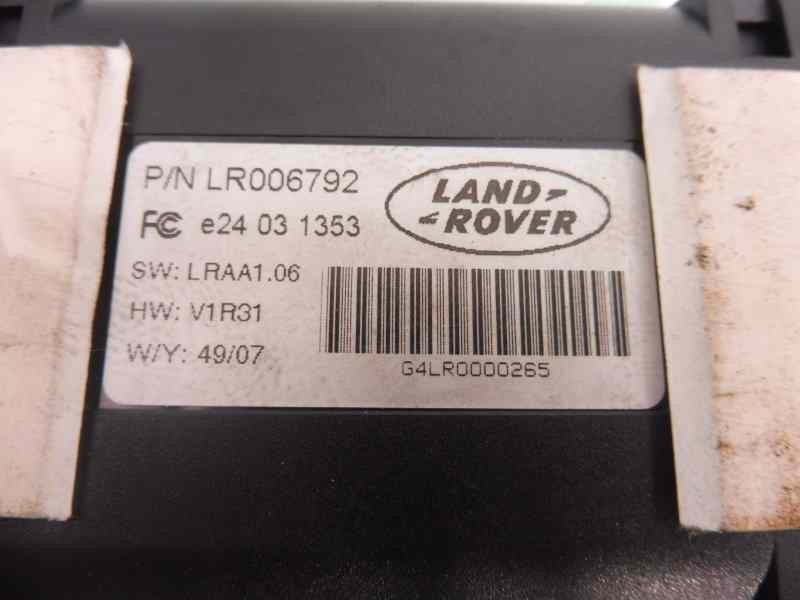 P/N LR006792
LAND
ROVER
FC e24 03 1353
SW: LRAA1.06
HW: V1R31
W/Y: 49/07
G4LR0000265